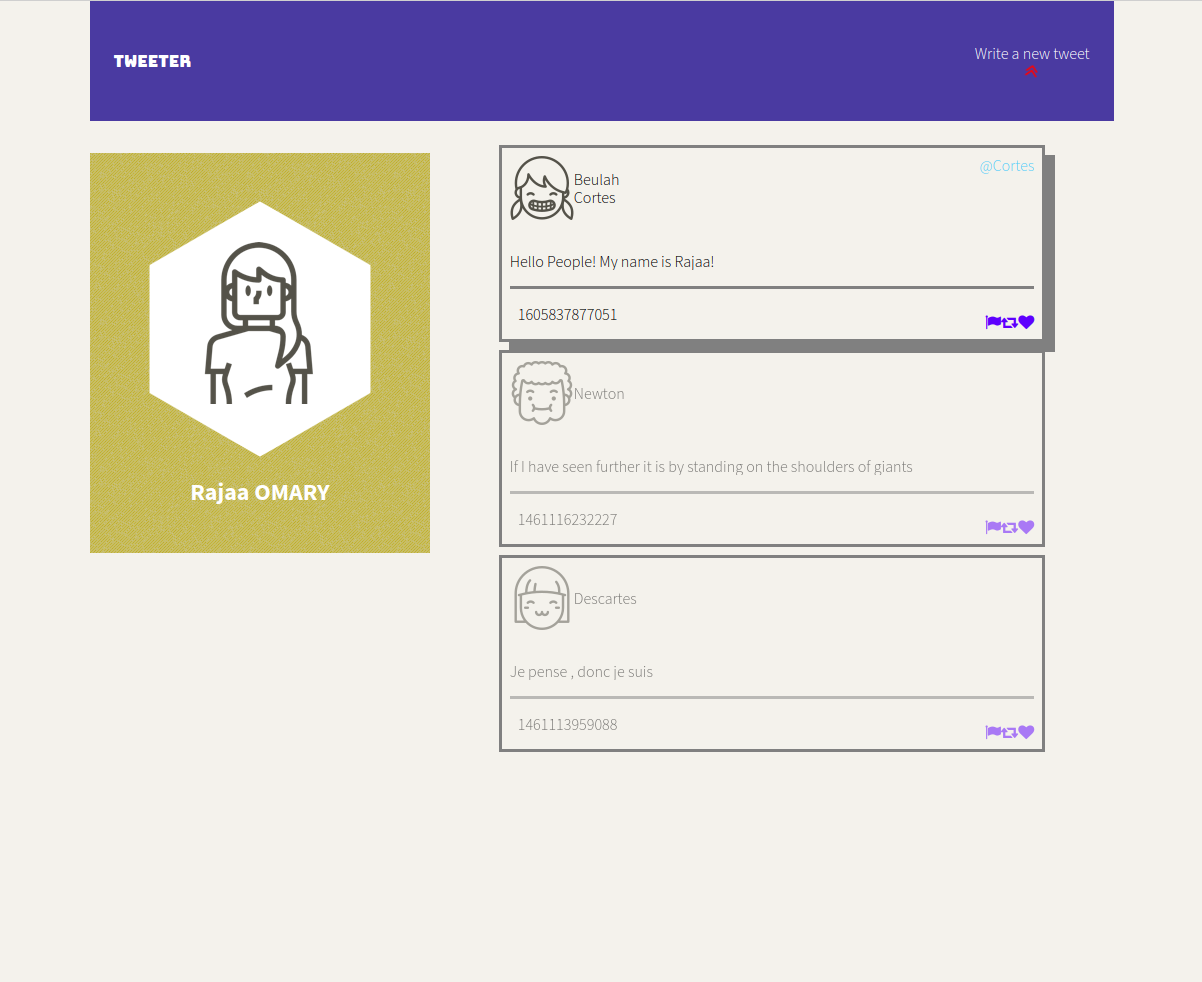 TWEETER
Write a new tweet
Rajaa OMARY
Beulah
Cortes
@Cortes
Hello People! My name is Rajaa!
1605837877051
Newton
If I have seen further it is by standing on the shoulders of giants
1461116232227
Descartes
Je pense , donc je suis
1461113959088